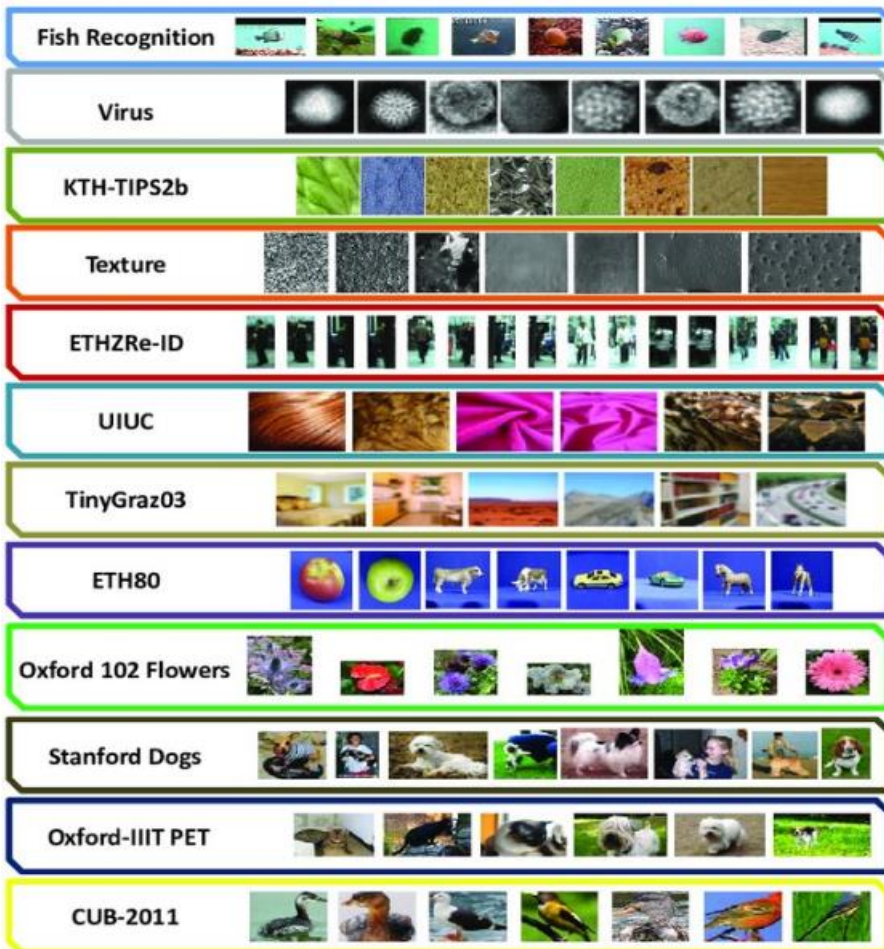 Fish Recognition
Virus
KTH-TIPS2b
Texture
ETHZRe-ID
UIUC
TinyGraz03
ETH80
Oxford 102 Flowers
Stanford Dogs
Oxford-IIIT PET
CUB-2011